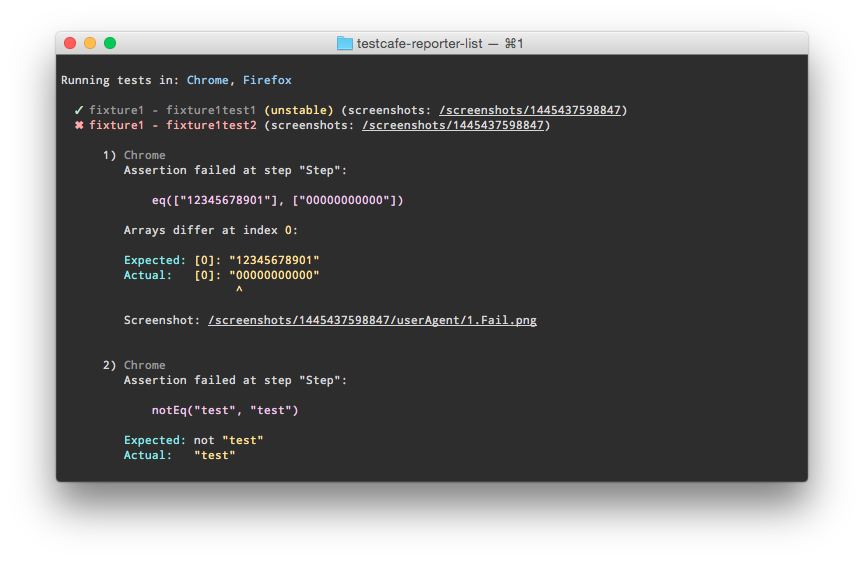 testcafe-reporter-list — ⌘1
Running tests in: Chrome, Firefox
✓ fixture1 - fixture1test1 (unstable) (screenshots: /screenshots/1445437598847)
✖ fixture1 - fixture1test2 (screenshots: /screenshots/1445437598847)
1) Chrome
Assertion failed at step "Step":
eq(["12345678901"], ["00000000000"])
Arrays differ at index 0:
Expected: [0]: "12345678901"
Actual:   [0]: "00000000000"
^
Screenshot: /screenshots/1445437598847/userAgent/1.Fail.png
2) Chrome
Assertion failed at step "Step":
notEq("test", "test")
Expected: not "test"
Actual:   "test"